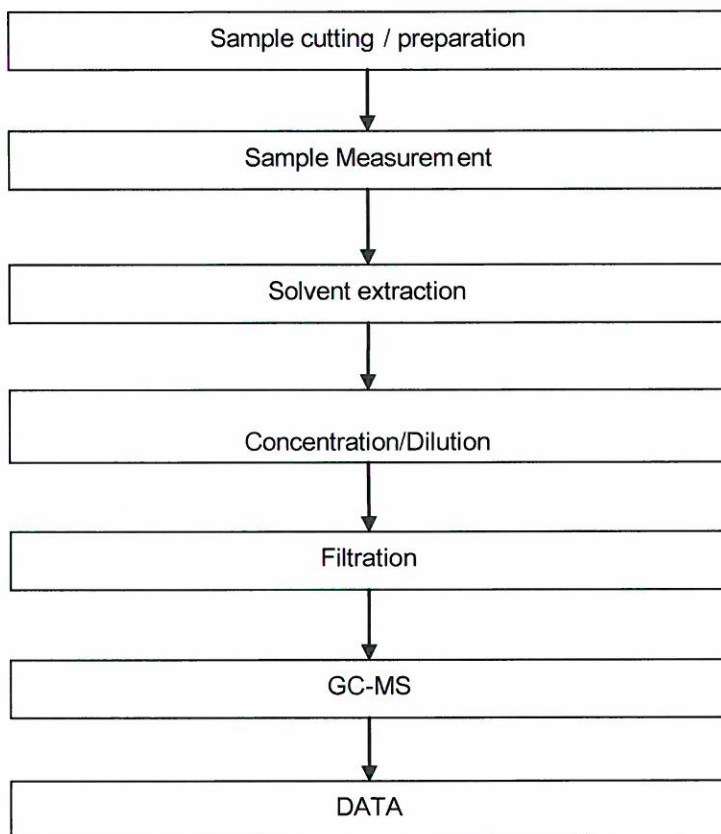 Sample cutting / preparation
Sample Measurement
Solvent extraction
Concentration/Dilution
Filtration
GC-MS
DATA